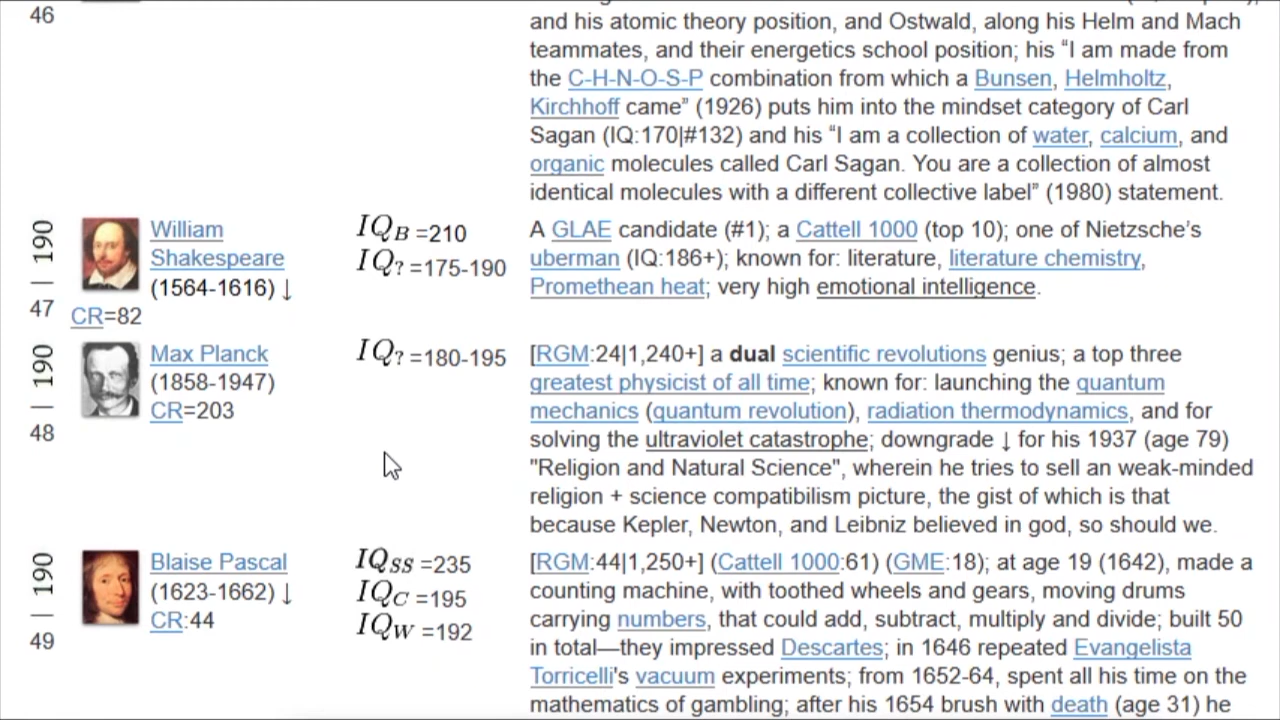 46
and his atomic theory position, and Ostwald, along his Helm and Mach
teammates, and their energetics school position; his “I am made from
the C-H-N-O-S-P combination from which a Bunsen, Helmholtz,
Kirchhoff came” (1926) puts him into the mindset category of Carl
Sagan (IQ:170|#132) and his “I am a collection of water, calcium, and
organic molecules called Carl Sagan. You are a collection of almost
identical molecules with a different collective label” (1980) statement.
190
—
47
William
Shakespeare
(1564-1616) ↓
CR=82
IQB =210
IQ? =175-190
A GLAE candidate (#1); a Cattell 1000 (top 10); one of Nietzsche’s
uberman (IQ:186+); known for: literature, literature chemistry,
Promethean heat; very high emotional intelligence.
190
—
48
Max Planck
(1858-1947)
CR=203
IQ? =180-195
[RGM:24|1,240+] a dual scientific revolutions genius; a top three
greatest physicist of all time; known for: launching the quantum
mechanics (quantum revolution), radiation thermodynamics, and for
solving the ultraviolet catastrophe; downgrade ↓ for his 1937 (age 79)
"Religion and Natural Science", wherein he tries to sell an weak-minded
religion + science compatibilism picture, the gist of which is that
because Kepler, Newton, and Leibniz believed in god, so should we.
190
—
49
Blaise Pascal
(1623-1662) ↓
CR:44
IQSS =235
IQC =195
IQW =192
[RGM:44|1,250+] (Cattell 1000:61) (GME:18); at age 19 (1642), made a
counting machine, with toothed wheels and gears, moving drums
carrying numbers, that could add, subtract, multiply and divide; built 50
in total—they impressed Descartes; in 1646 repeated Evangelista
Torricelli's vacuum experiments; from 1652-64, spent all his time on the
mathematics of gambling; after his 1654 brush with death (age 31) he